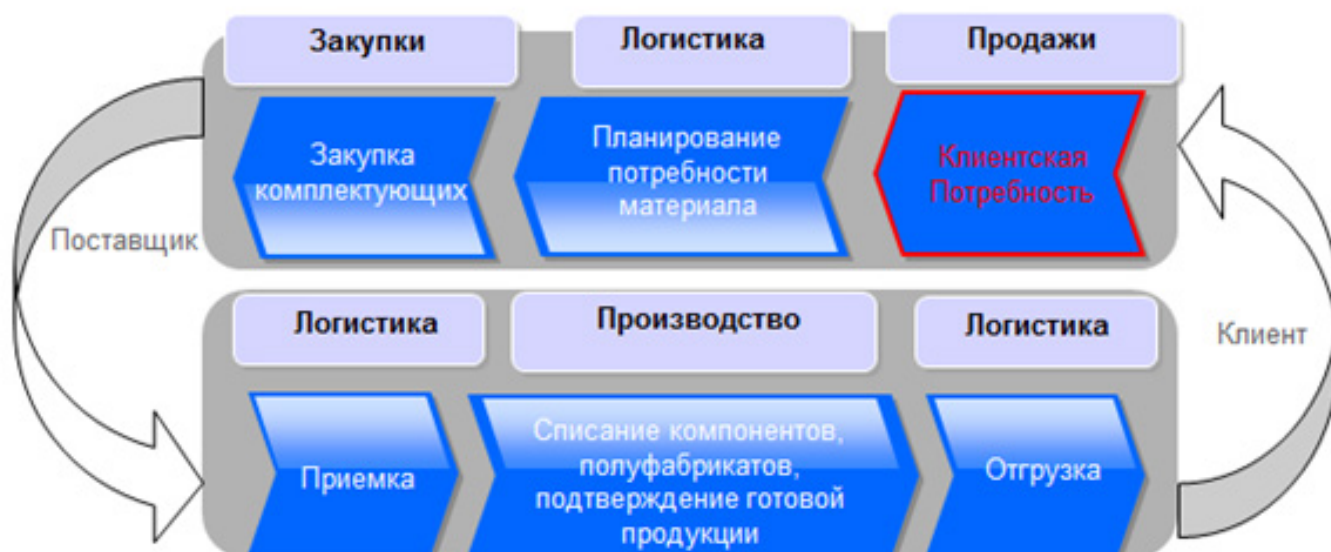 Закупки
Логистика
Продажи
Закупка
комплектующих
Планирование
потребности
материала
Клиентская
Потребность
Поставщик
Клиент
Логистика
Производство
Логистика
Приемка
Списание компонентов,
полуфабрикатов,
подтверждение готовой
продукции
Отгрузка